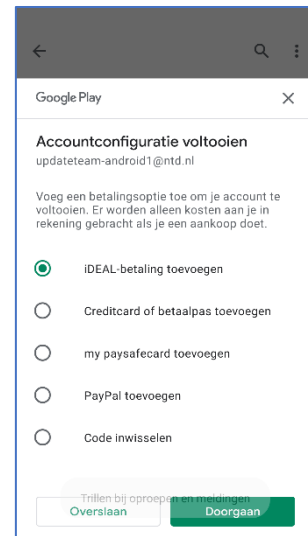 Google Play
Accountconfiguratie voltooien
updateteam-android1@ntd.nl
Voeg een betalingsoptie toe om je account te
voltooien. Er worden alleen kosten aan je in
rekening gebracht als je een aankoop doet.
iDEAL-betaling toevoegen
Creditcard of betaalpas toevoegen
my paysafecard toevoegen
PayPal toevoegen
Code inwisselen
Trillen bij oproepen en meldingen
Overslaan Doorgaan